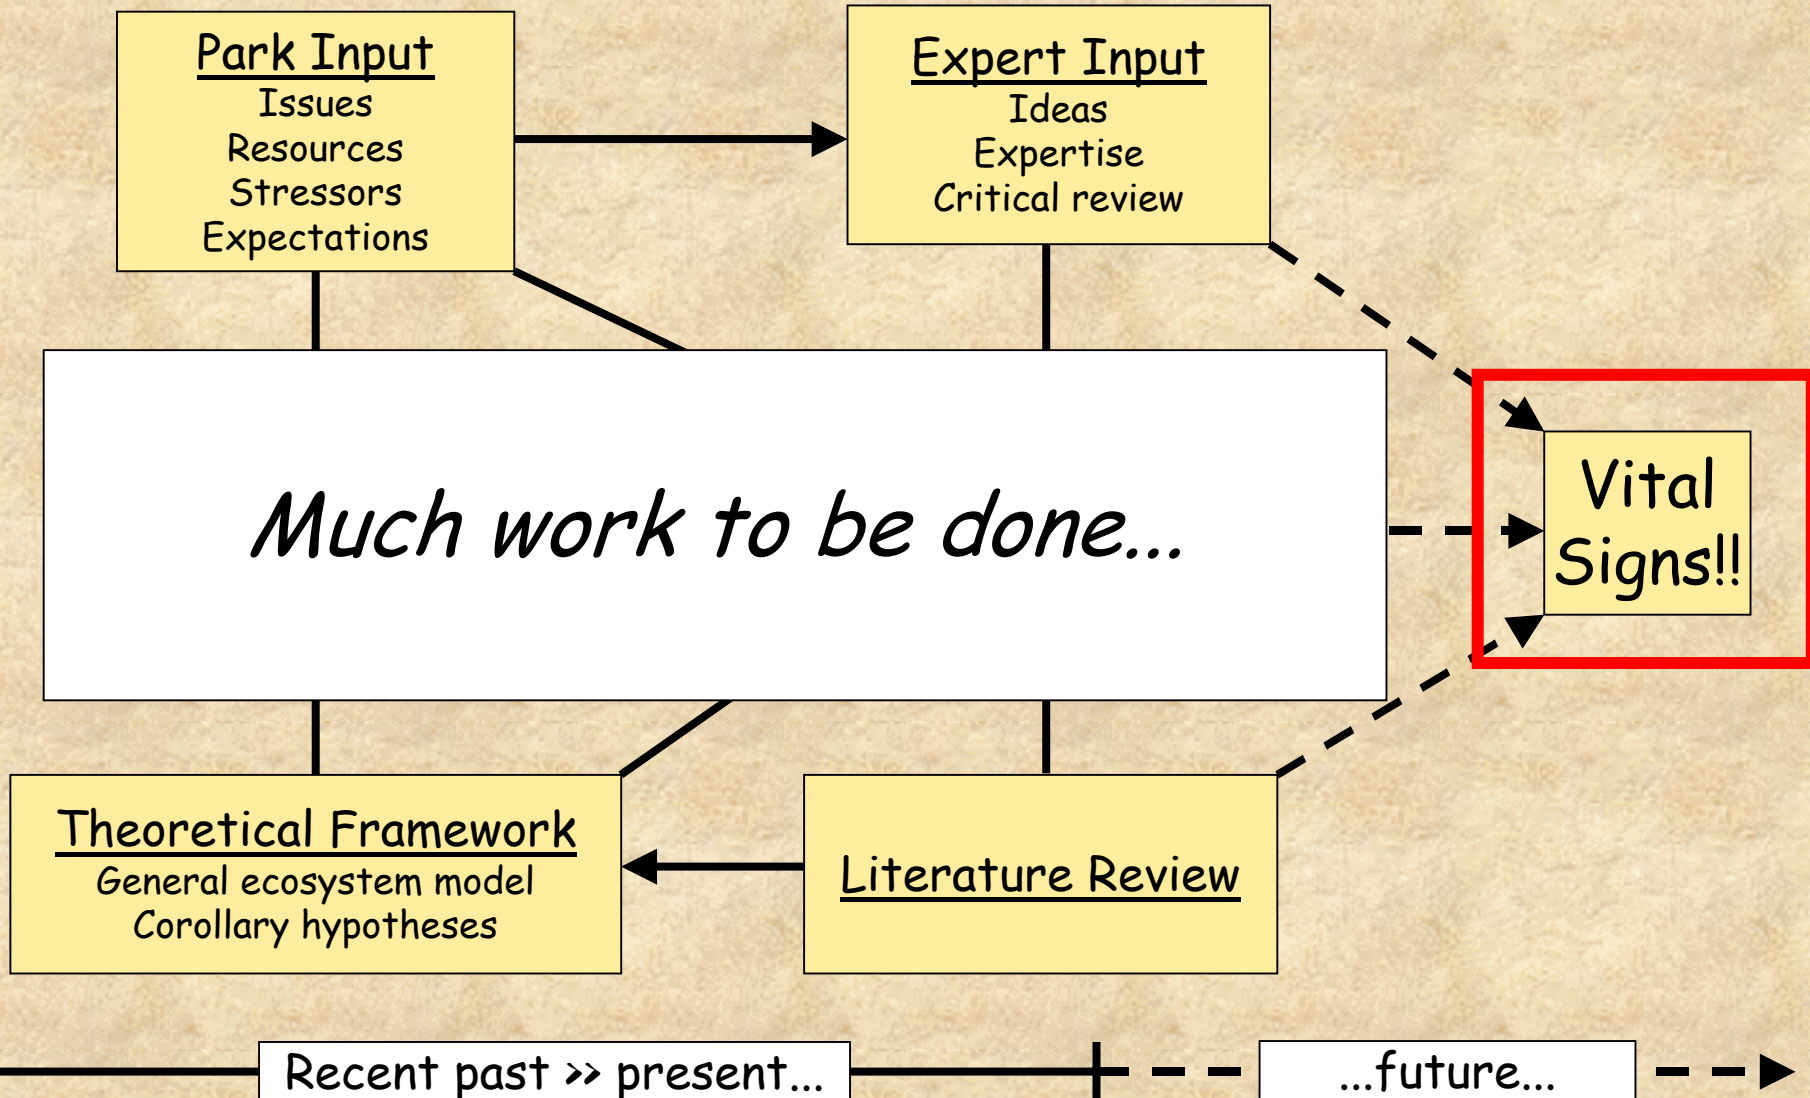 Park Input
Issues
Resources
Stressors
Expectations
Expert Input
Ideas
Expertise
Critical review
Much work to be done...
Vital
Signs!!
Theoretical Framework
General ecosystem model
Corollary hypotheses
Literature Review
Recent past >> present...
...future...